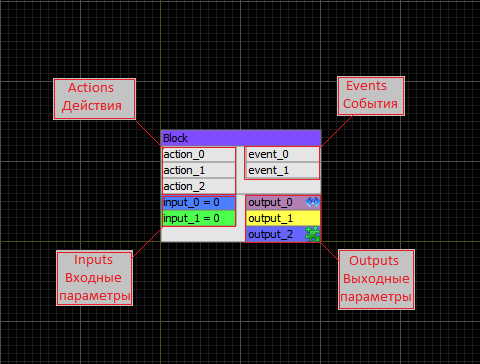 Actions
Действия
Events
События
Block
action_0
event_0
action_1
event_1
action_2
input_0 = 0
output_0
input_1 = 0
output_1
output_2
Inputs
Входные
параметры
Outputs
Выходные
параметры